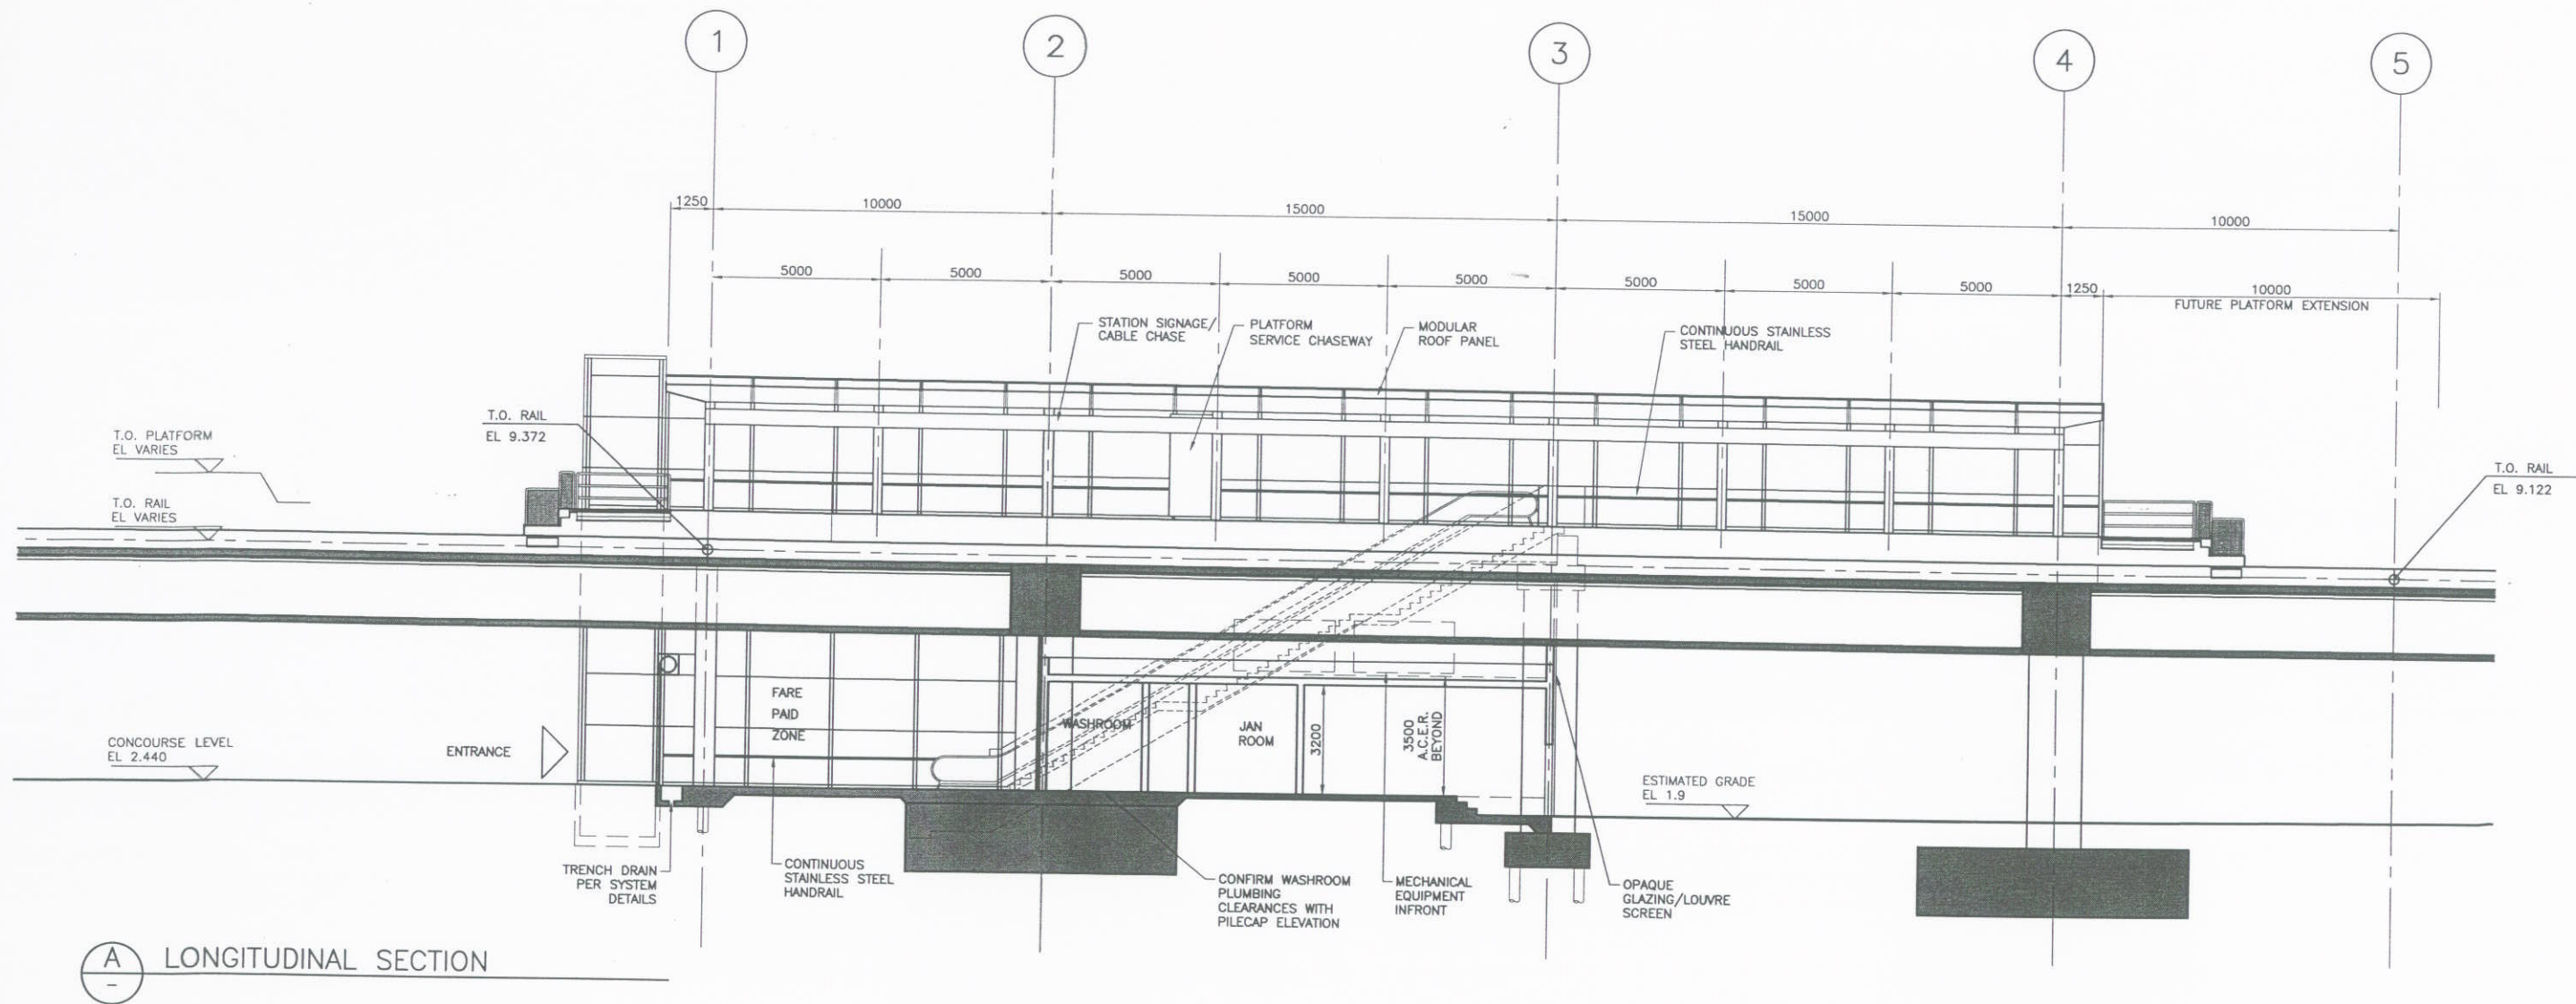 1
2
3
4
5
1250
10000
15000
15000
10000
5000
5000
5000
5000
5000
5000
5000
5000
1250
10000
FUTURE PLATFORM EXTENSION
STATION SIGNAGE/
CABLE CHASE
PLATFORM
SERVICE CHASEWAY
MODULAR
ROOF PANEL
CONTINUOUS STAINLESS
STEEL HANDRAIL
T.O. RAIL
EL 9.372
T.O. PLATFORM
EL VARIES
T.O. RAIL
EL VARIES
T.O. RAIL
EL 9.122
FARE
PAID
ZONE
WASHROOM
JAN
ROOM
3200
3500
A.C.E.R.
BEYOND
CONCOURSE LEVEL
EL 2.440
ENTRANCE
ESTIMATED GRADE
EL 1.9
TRENCH DRAIN
PER SYSTEM
DETAILS
CONTINUOUS
STAINLESS STEEL
HANDRAIL
CONFIRM WASHROOM
PLUMBING
CLEARANCES WITH
PILECAP ELEVATION
MECHANICAL
EQUIPMENT
INFRONT
OPAQUE
GLAZING/LOUVRE
SCREEN
A
-
LONGITUDINAL SECTION